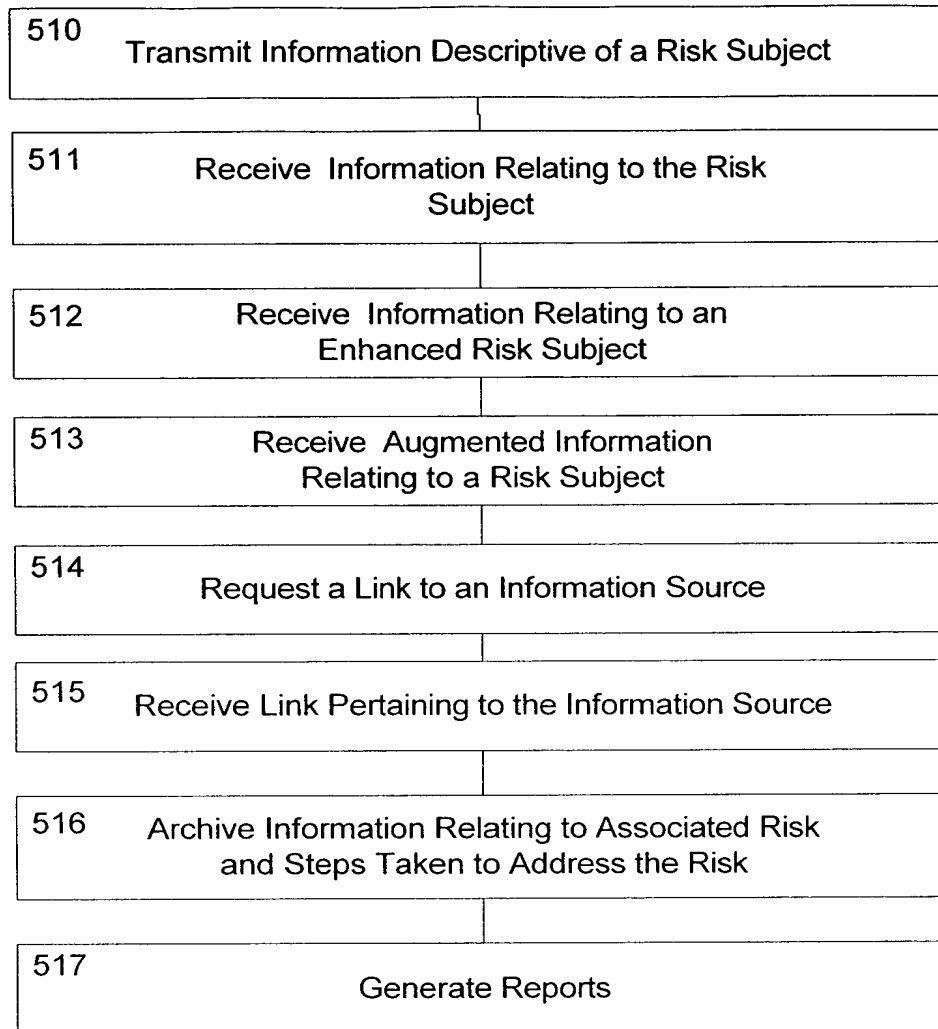 510
Transmit Information Descriptive of a Risk Subject
511
Receive Information Relating to the Risk
Subject
512
Receive Information Relating to an
Enhanced Risk Subject
513
Receive Augmented Information
Relating to a Risk Subject
514
Request a Link to an Information Source
515
Receive Link Pertaining to the Information Source
516
Archive Information Relating to Associated Risk
and Steps Taken to Address the Risk
517
Generate Reports